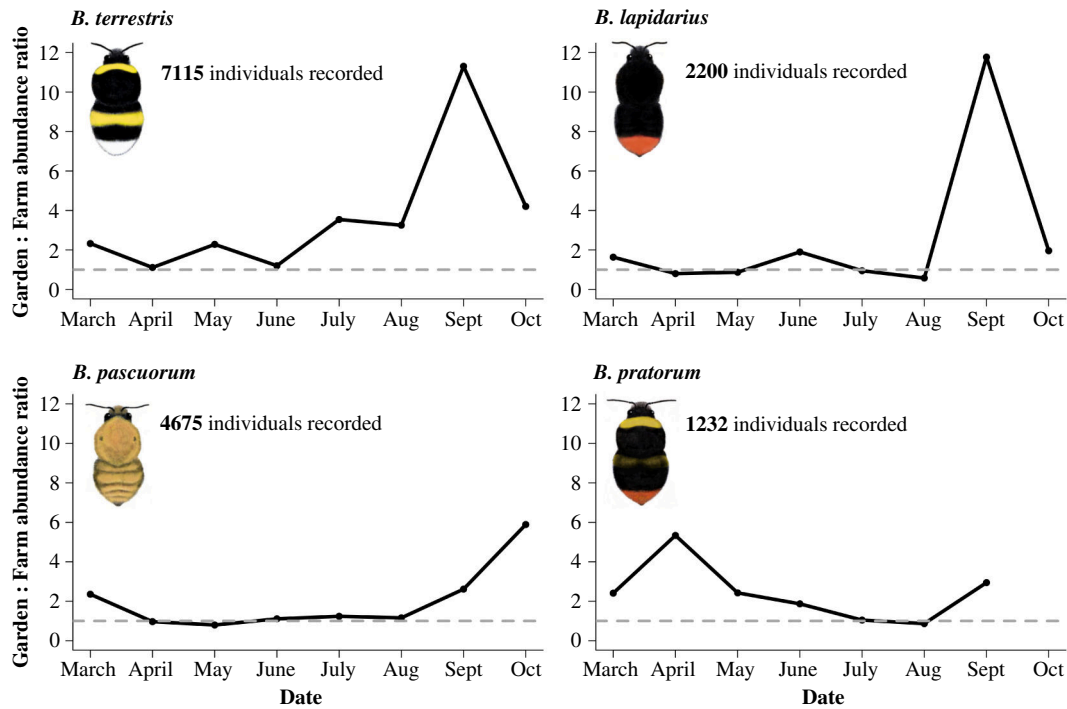 B. terrestris
7115 individuals recorded
Garden : Farm abundance ratio
12
10
8
6
4
2
0
March April May June July Aug Sept Oct
B. lapidarius
2200 individuals recorded
12
10
8
6
4
2
0
March April May June July Aug Sept Oct
B. pascuorum
4675 individuals recorded
Garden : Farm abundance ratio
12
10
8
6
4
2
0
March April May June July Aug Sept Oct
Date
B. pratorum
1232 individuals recorded
12
10
8
6
4
2
0
March April May June July Aug Sept Oct
Date